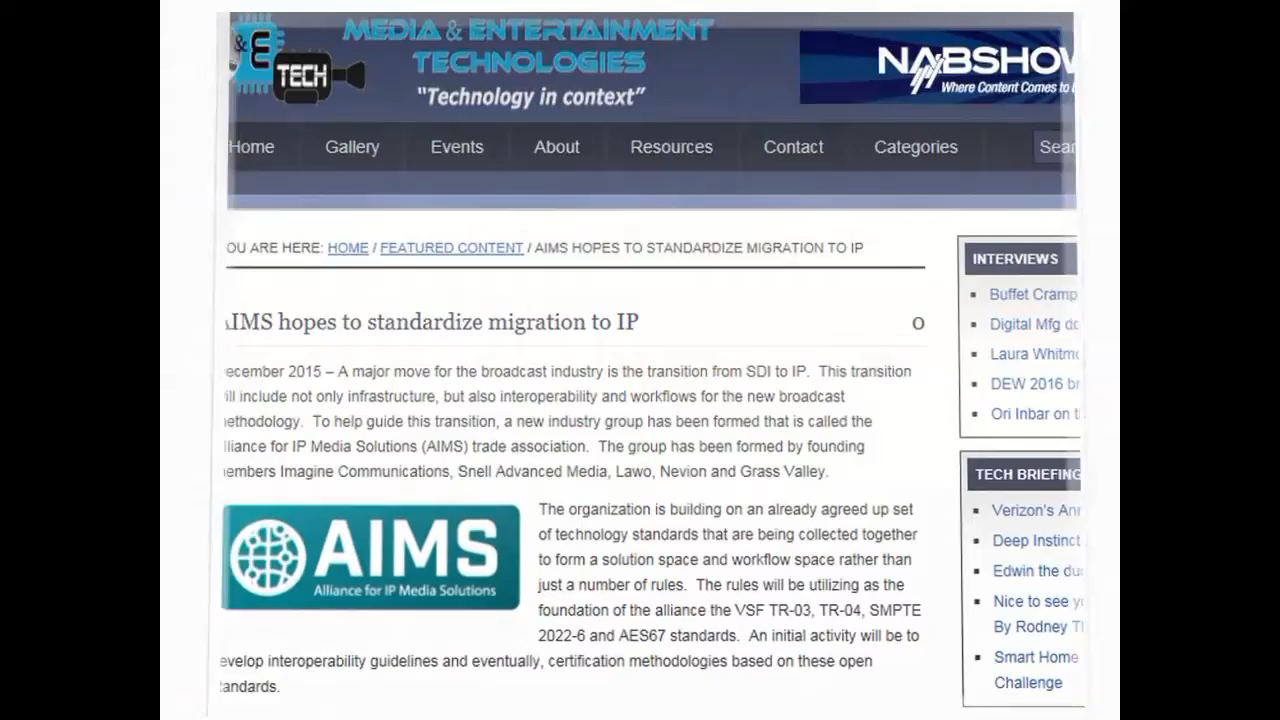 &E
TECH
MEDIA & ENTERTAINMENT
TECHNOLOGIES
"Technology in context"
NABSHOW
Where Content Comes to
Home Gallery Events About Resources Contact Categories Sear
OU ARE HERE: HOME / FEATURED CONTENT / AIMS HOPES TO STANDARDIZE MIGRATION TO IP
AIMS hopes to standardize migration to IP 0
ecember 2015 – A major move for the broadcast industry is the transition from SDI to IP. This transition
ill include not only infrastructure, but also interoperability and workflows for the new broadcast
ethodology. To help guide this transition, a new industry group has been formed that is called the
lliance for IP Media Solutions (AIMS) trade association. The group has been formed by founding
embers Imagine Communications, Snell Advanced Media, Lawo, Nevion and Grass Valley.
AIMS
Alliance for IP Media Solutions
The organization is building on an already agreed up set
of technology standards that are being collected together
to form a solution space and workflow space rather than
just a number of rules. The rules will be utilizing as the
foundation of the alliance the VSF TR-03, TR-04, SMPTE
2022-6 and AES67 standards. An initial activity will be to
evelop interoperability guidelines and eventually, certification methodologies based on these open
tandards.
INTERVIEWS
Buffet Cramp
Digital Mfg do
Laura Whitm
DEW 2016 br
Ori Inbar on t
TECH BRIEFING
Verizon's Ann
Deep Instinct
Edwin the du
Nice to see y
By Rodney T
Smart Home
Challenge